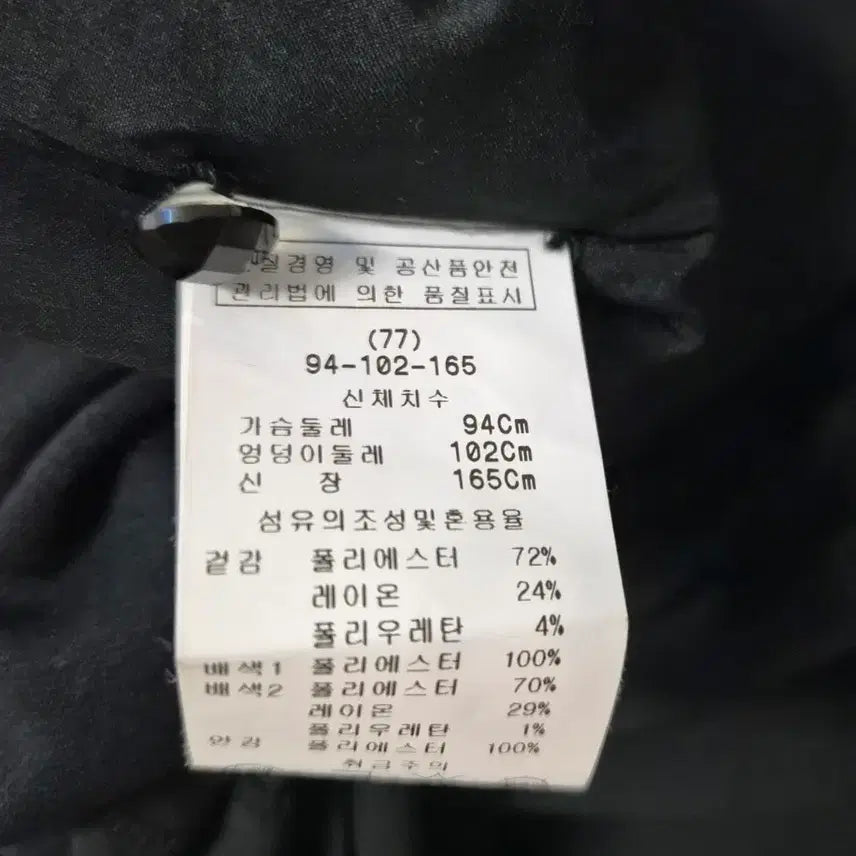 질경영 및 공산품안전
관리법에 의한 품질표시
(77)
94-102-165
신체치수
가슴둘레 94Cm
엉덩이둘레 102Cm
신 장 165Cm
섬유의조성및혼용율
겉감 폴리에스터 72%
레이온 24%
폴리우레탄 4%
배색1 폴리에스터 100%
배색2 폴리에스터 70%
레이온 29%
폴리우레탄 1%
안감 폴리에스터 100%
취급주의